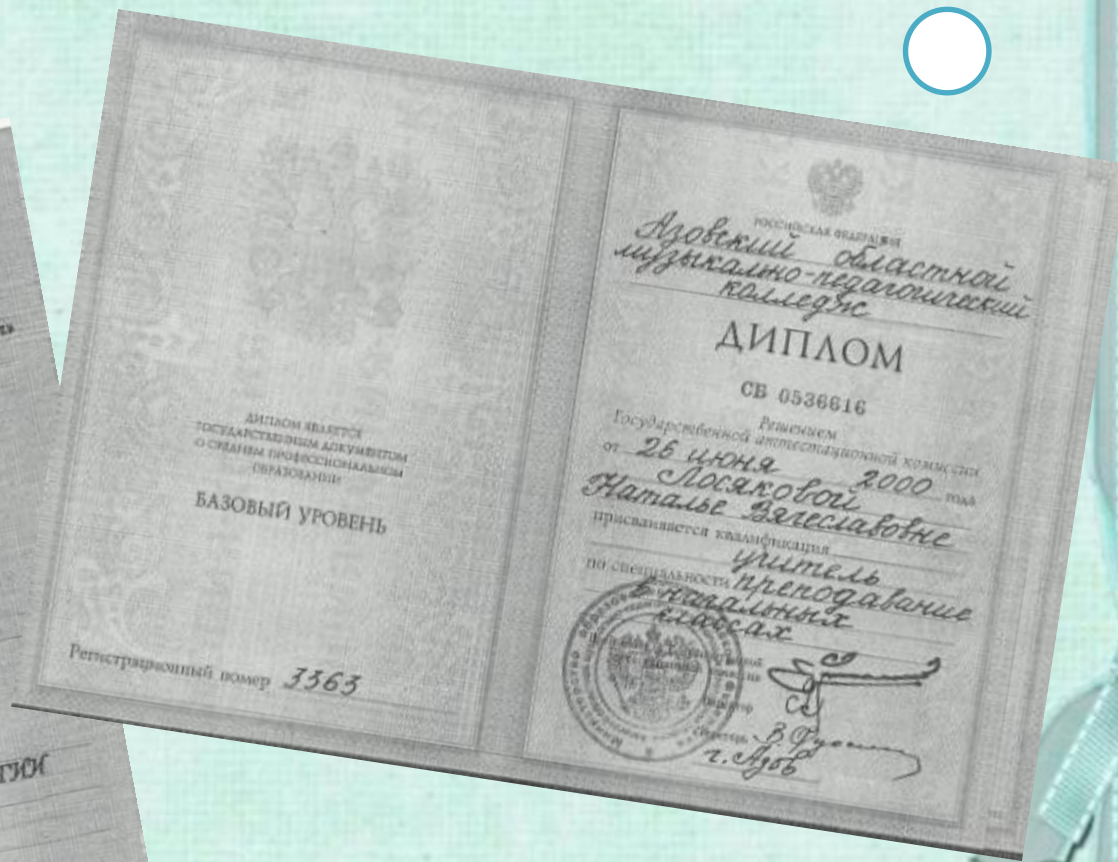 ДИПЛОМ ЯВЛЯЕТСЯ
ГОСУДАРСТВЕННЫМ ДОКУМЕНТОМ
О СРЕДНЕМ ПРОФЕССИОНАЛЬНОМ
ОБРАЗОВАНИИ
БАЗОВЫЙ УРОВЕНЬ
Регистрационный номер 3363
РОССИЙСКАЯ ФЕДЕРАЦИЯ
Азовский областной
музыкально-педагогический
колледж
ДИПЛОМ
СБ 0536616
Решением
Государственной аттестационной комиссии
от 26 июня 2000 года
Лосяковой
Наталье Вячеславовне
присваивается квалификация
учитель
по специальности преподавание
в начальных
классах
г. Азов